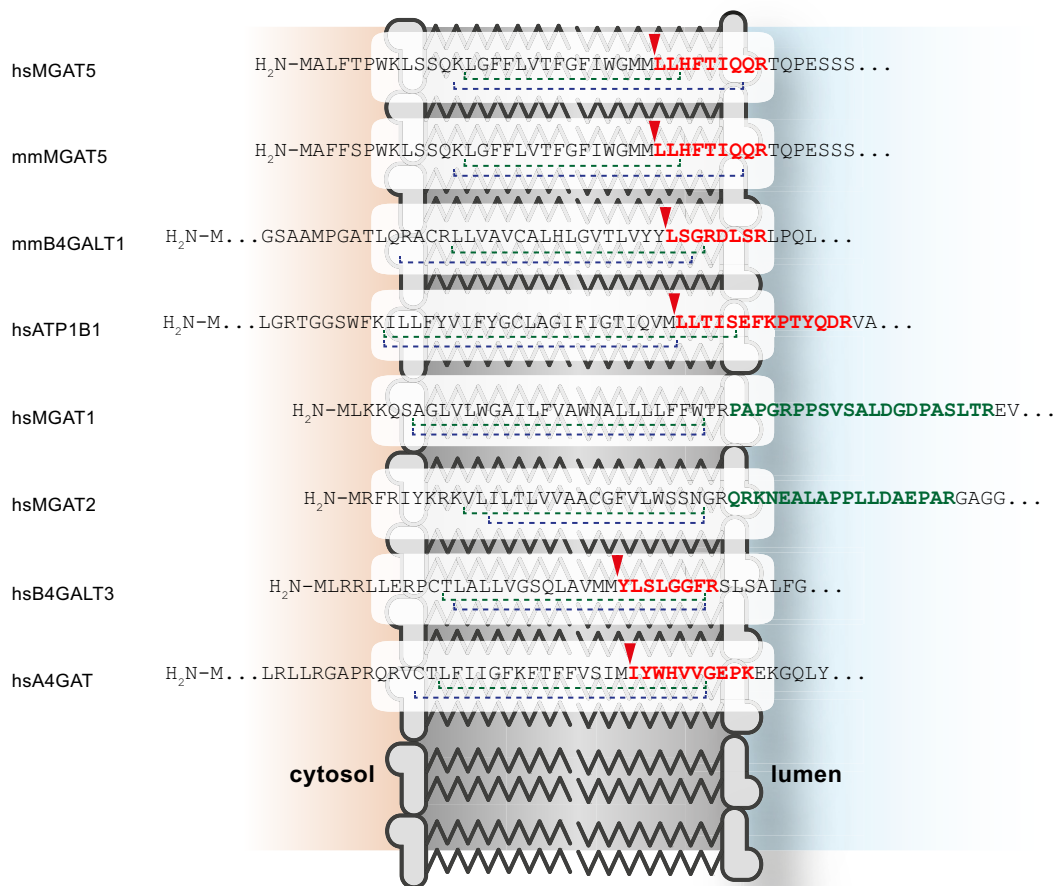 hsMGAT5 H₂N–MALFTPWKLSSQKLGFFLVTFGFIWGMMLLHFTIQQRTQPESSS...
mmMGAT5 H₂N–MAFFSPWKLSSQKLGFFLVTFGFIWGMMLLHFTIQQRTQPESSS...
mmB4GALT1 H₂N–M...GSAAMPGATLQRACRLLVAVCALHLGVTLVYYLSGRDLSRLPQL...
hsATP1B1 H₂N–M...LGRTGGSWFKILLFYVIFYGCLAGIFIGTIQVMLLTISEFKPTYQDRVA...
hsMGAT1 H₂N–MLKKQSAGLVLWGAILFVAWNALLLLFFWTRPAPGRPPSVSALDGDPASLTREV...
hsMGAT2 H₂N–MRFRIYKRKVLILTLVVAACGFVLWSSNGRQRKNEALAPPLLDAEPARGAGG...
hsB4GALT3 H₂N–MLRRLLERPCTLALLVGSQLAVMMYLSLGGFRSLSALFG...
hsA4GAT H₂N–M...LRLLRGAPRQRVCTLFIIGFKFTFFVSIMIYWHVVGEPKEKGQLY...
cytosol lumen